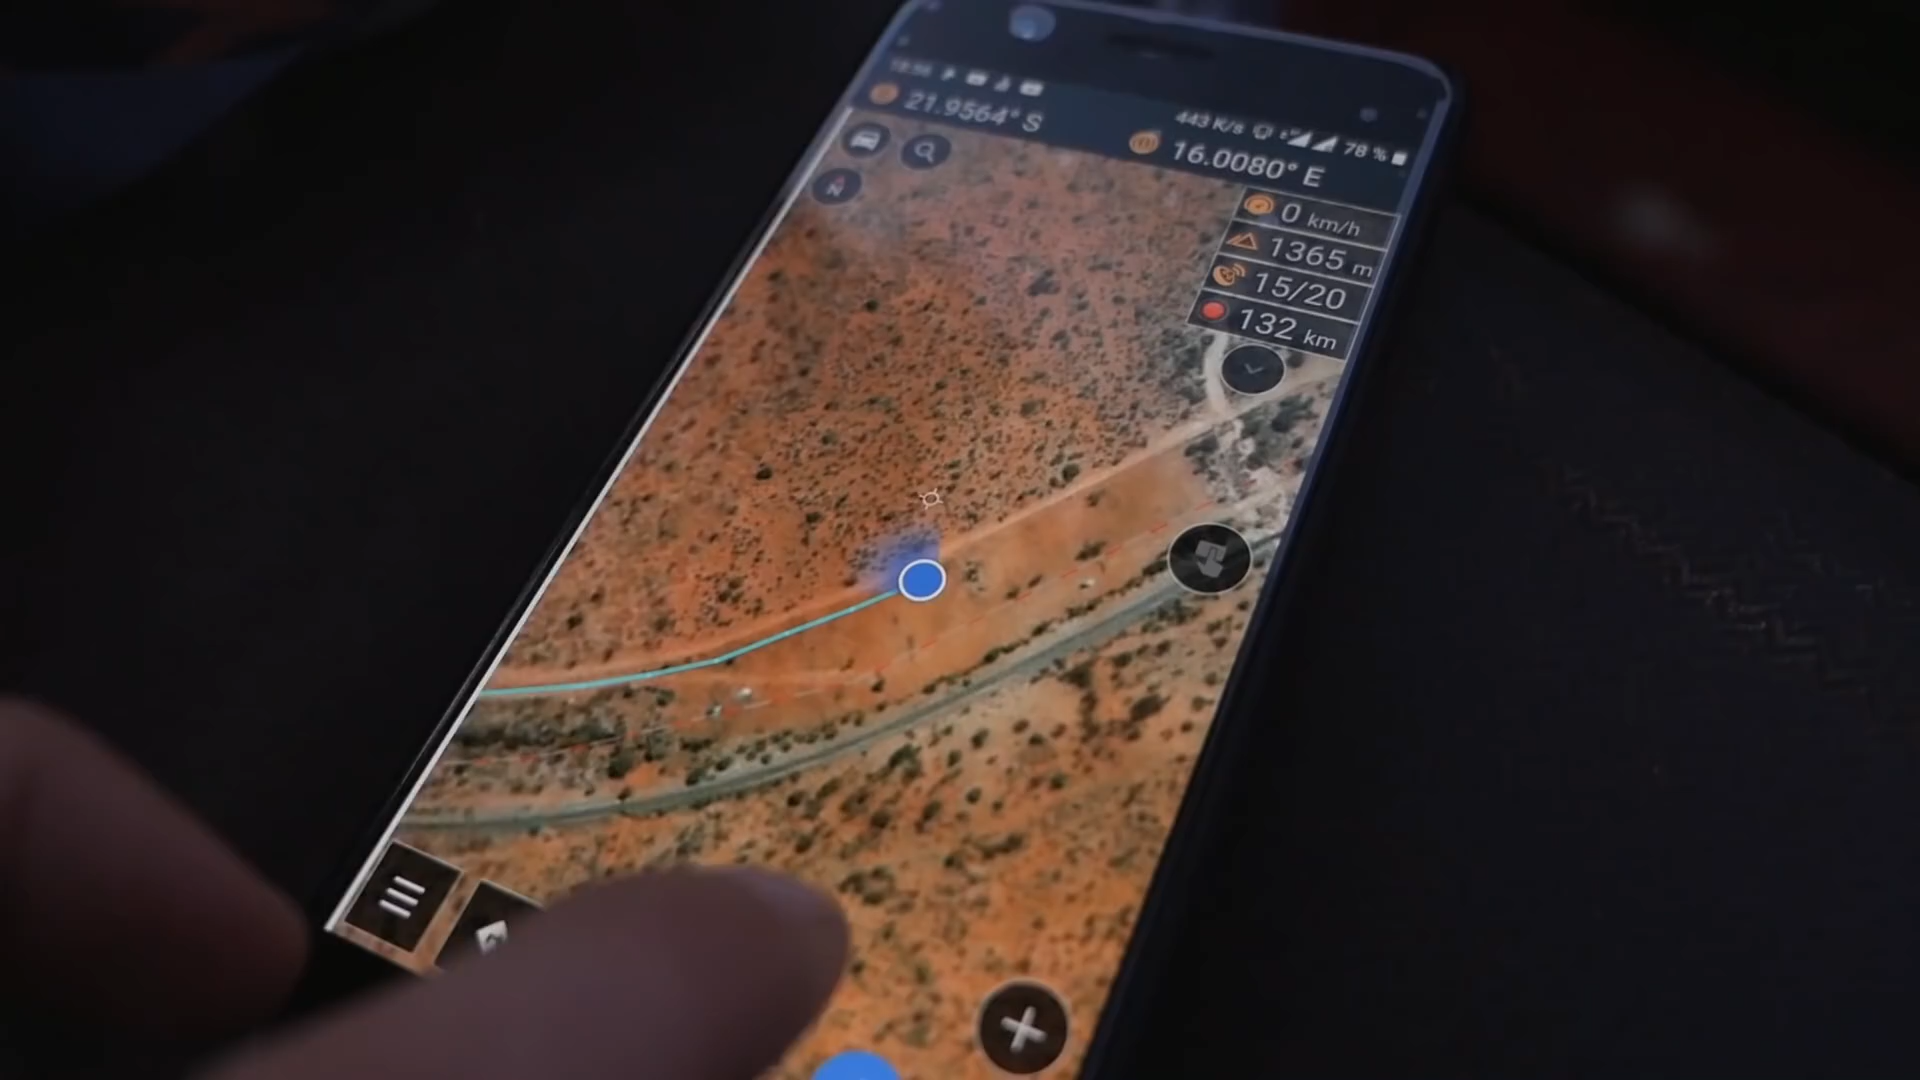 21.9564° S
443 K/s 78 %
16.0080° E
0 km/h
1365 m
15/20
132 km
N